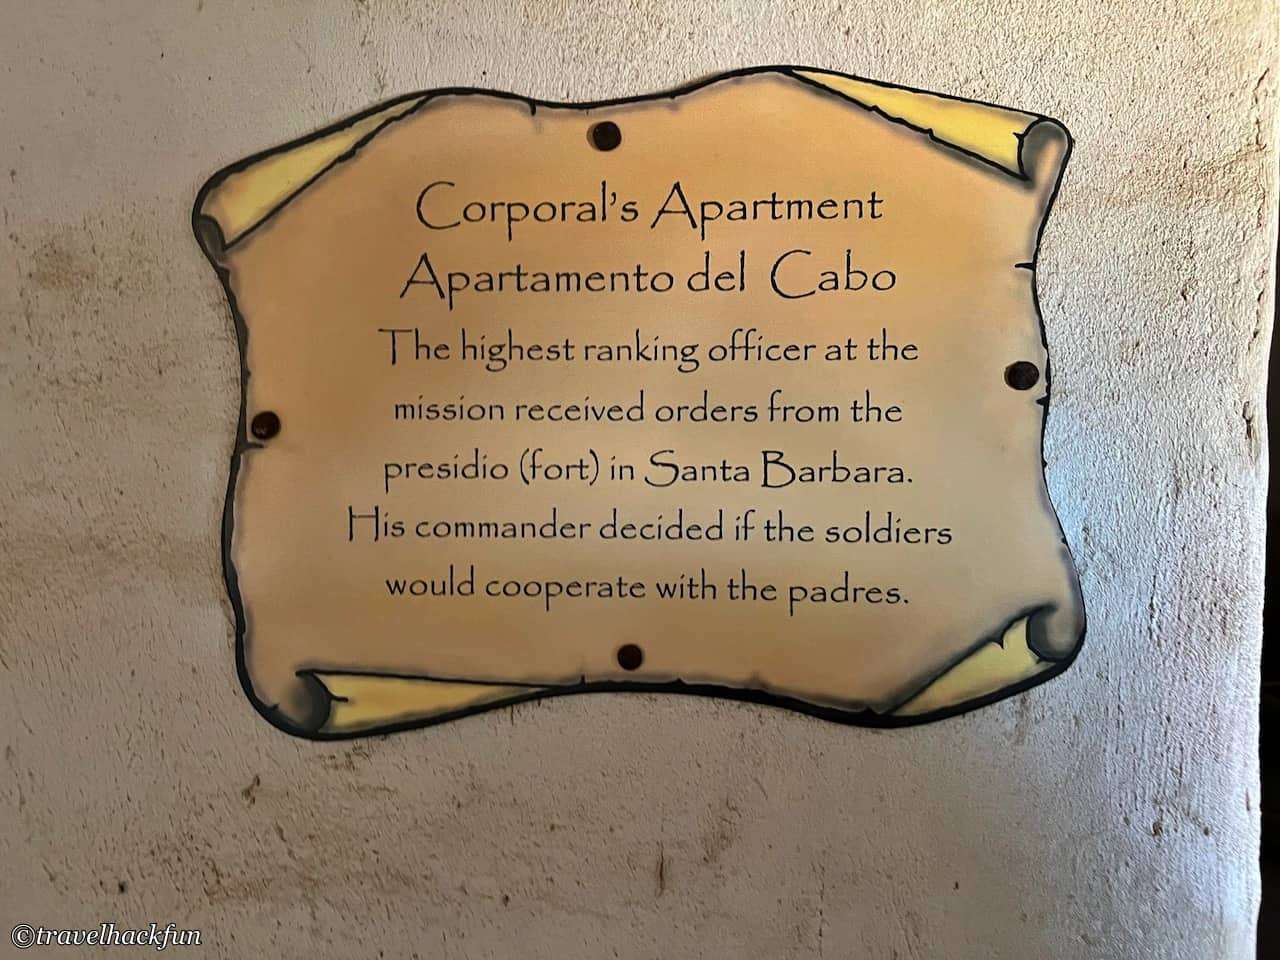 Corporal's Apartment
Apartamento del Cabo
The highest ranking officer at the
mission received orders from the
presidio (fort) in Santa Barbara.
His commander decided if the soldiers
would cooperate with the padres.
©travelhackfun